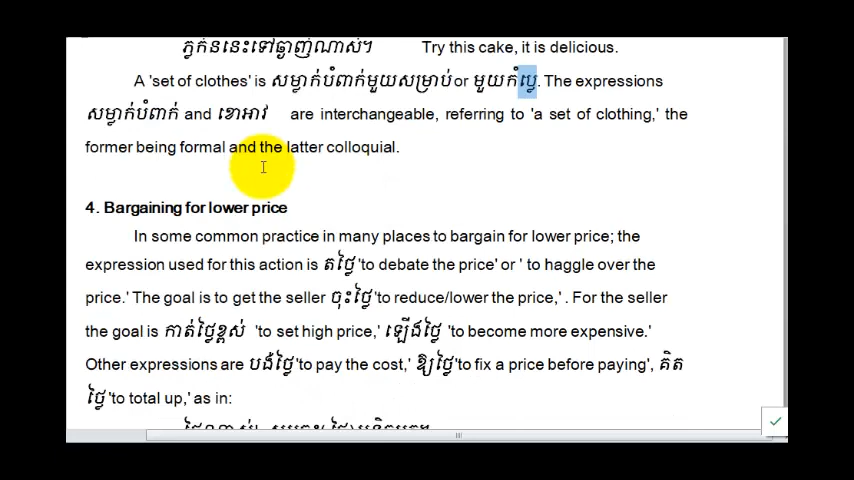 ភ្លក់ននេះទៅឆ្ងាញ់ណាស់។ Try this cake, it is delicious.
A 'set of clothes' is សម្លៀកបំពាក់មួយសម្រាប់ or មួយកំប្លេ. The expressions
សម្លៀកបំពាក់ and ខោអាវ are interchangeable, referring to 'a set of clothing,' the
former being formal and the latter colloquial.
4. Bargaining for lower price
In some common practice in many places to bargain for lower price; the
expression used for this action is តថ្លៃ 'to debate the price' or ' to haggle over the
price.' The goal is to get the seller ចុះថ្លៃ 'to reduce/lower the price,' . For the seller
the goal is កាត់ថ្លៃខ្ពស់ 'to set high price,' ឡើងថ្លៃ 'to become more expensive.'
Other expressions are បង់ថ្លៃ 'to pay the cost,' ឱ្យថ្លៃ 'to fix a price before paying', គិត
ថ្លៃ 'to total up,' as in: